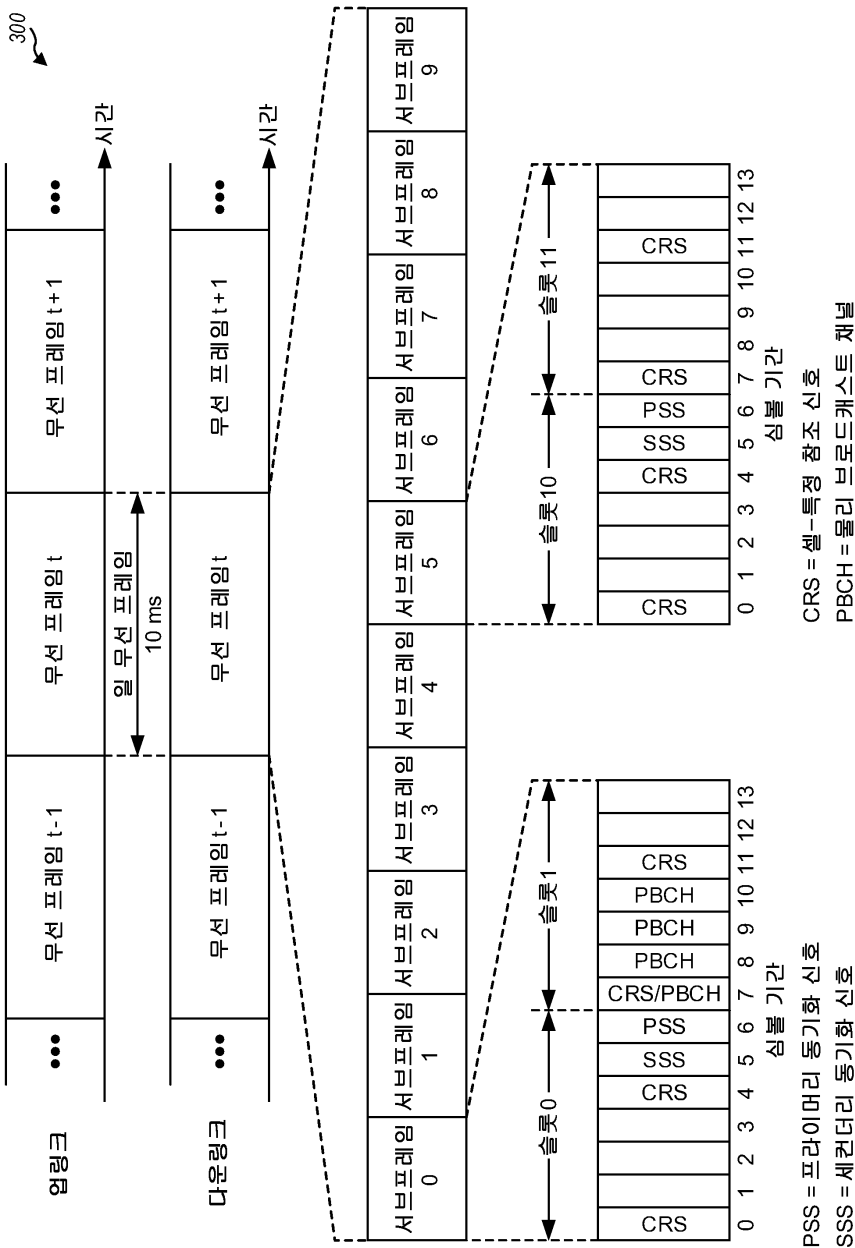 300
업링크
•••
무선 프레임 t-1
무선 프레임 t
무선 프레임 t+1
•••
시간
일 무선 프레임
10 ms
다운링크
•••
무선 프레임 t-1
무선 프레임 t
무선 프레임 t+1
•••
시간
서브프레임
0
서브프레임
1
서브프레임
2
서브프레임
3
서브프레임
4
서브프레임
5
서브프레임
6
서브프레임
7
서브프레임
8
서브프레임
9
슬롯0
슬롯1
CRS
CRS
SSS
PSS
CRS/PBCH
PBCH
PBCH
PBCH
CRS
0 1 2 3 4 5 6 7 8 9 10 11 12 13
심볼 기간
슬롯10
슬롯11
CRS
CRS
SSS
PSS
CRS
CRS
0 1 2 3 4 5 6 7 8 9 10 11 12 13
심볼 기간
PSS = 프라이머리 동기화 신호
SSS = 세컨더리 동기화 신호
CRS = 셀-특정 참조 신호
PBCH = 물리 브로드캐스트 채널